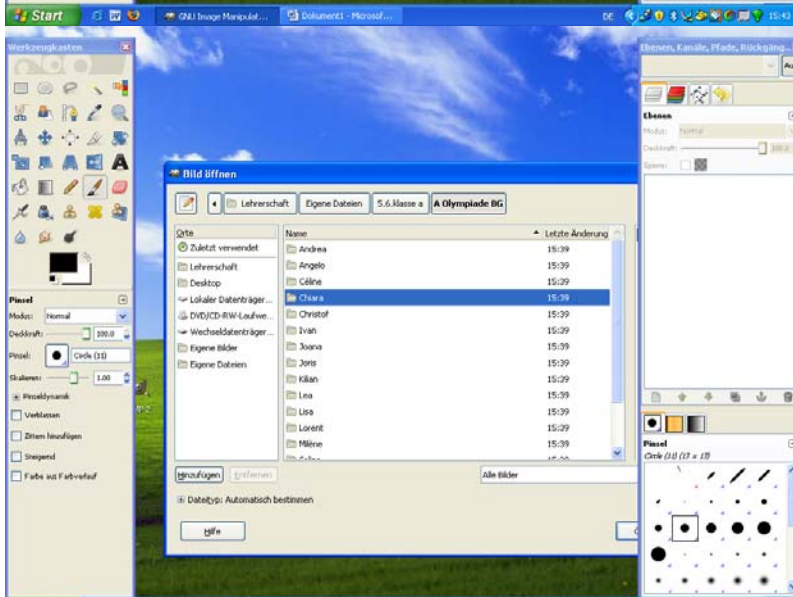 Start
GNU Image Manipulat...
Dokument1 - Microsof...
DE
15:43
Werkzeugkasten
Ebenen, Kanäle, Pfade, Rückgäng...
Au
Ebenen
Modus: Normal
Deckkraft: 100.0
Sperre:
Bild öffnen
Lehrerschaft
Eigene Dateien
5.6.klasse a
A Olympiade BG
Orte
Zuletzt verwendet
Lehrerschaft
Desktop
Lokaler Datenträger...
DVD/CD-RW-Laufwe...
Wechseldatenträger...
Eigene Bilder
Eigene Dateien
Name Letzte Änderung
Andrea 15:39
Angelo 15:39
Céline 15:39
Chiara 15:39
Christof 15:39
Ivan 15:39
Joana 15:39
Joris 15:39
Kilian 15:39
Lea 15:39
Lisa 15:39
Lorent 15:39
Milène 15:39
Hinzufügen
Entfernen
Alle Bilder
Dateityp: Automatisch bestimmen
Hilfe
Pinsel
Modus: Normal
Deckkraft: 100.0
Pinsel: Circle (11)
Skalieren: 1.00
Pinseldynamik
Verblassen
Zittern hinzufügen
Steigend
Farbe aus Farbverlauf
Pinsel
Circle (11) (17 x 17)